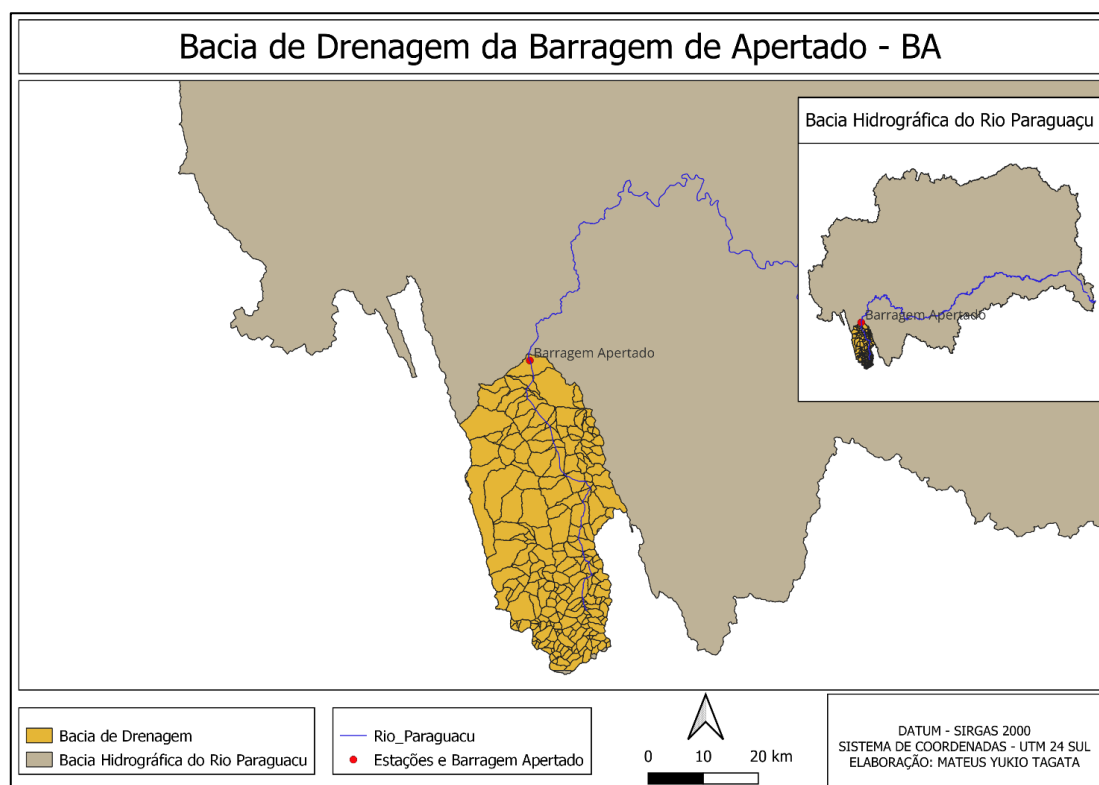 Bacia de Drenagem da Barragem de Apertado - BA
Bacia Hidrográfica do Rio Paraguaçu
Barragem Apertado
Barragem Apertado
Bacia de Drenagem
Bacia Hidrográfica do Rio Paraguacu
Rio_Paraguacu
Estações e Barragem Apertado
0 10 20 km
DATUM - SIRGAS 2000
SISTEMA DE COORDENADAS - UTM 24 SUL
ELABORAÇÃO: MATEUS YUKIO TAGATA